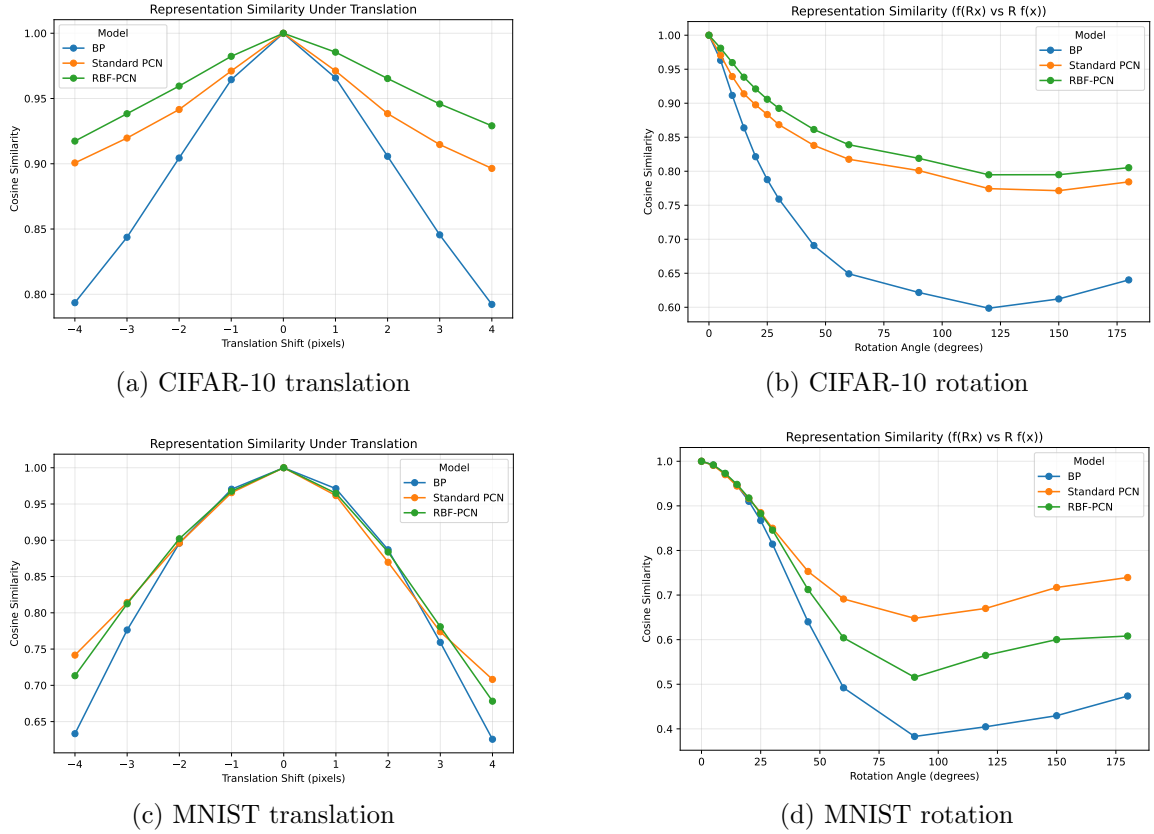 Representation Similarity Under Translation
Model
BP
Standard PCN
RBF-PCN
Cosine Similarity
1.00
0.95
0.90
0.85
0.80
−4 −3 −2 −1 0 1 2 3 4
Translation Shift (pixels)
(a) CIFAR-10 translation
Representation Similarity (f(Rx) vs R f(x))
Model
BP
Standard PCN
RBF-PCN
Cosine Similarity
1.00
0.95
0.90
0.85
0.80
0.75
0.70
0.65
0.60
0 25 50 75 100 125 150 175
Rotation Angle (degrees)
(b) CIFAR-10 rotation
Representation Similarity Under Translation
Model
BP
Standard PCN
RBF-PCN
Cosine Similarity
1.00
0.95
0.90
0.85
0.80
0.75
0.70
0.65
−4 −3 −2 −1 0 1 2 3 4
Translation Shift (pixels)
(c) MNIST translation
Representation Similarity (f(Rx) vs R f(x))
Model
BP
Standard PCN
RBF-PCN
Cosine Similarity
1.0
0.9
0.8
0.7
0.6
0.5
0.4
0 25 50 75 100 125 150 175
Rotation Angle (degrees)
(d) MNIST rotation